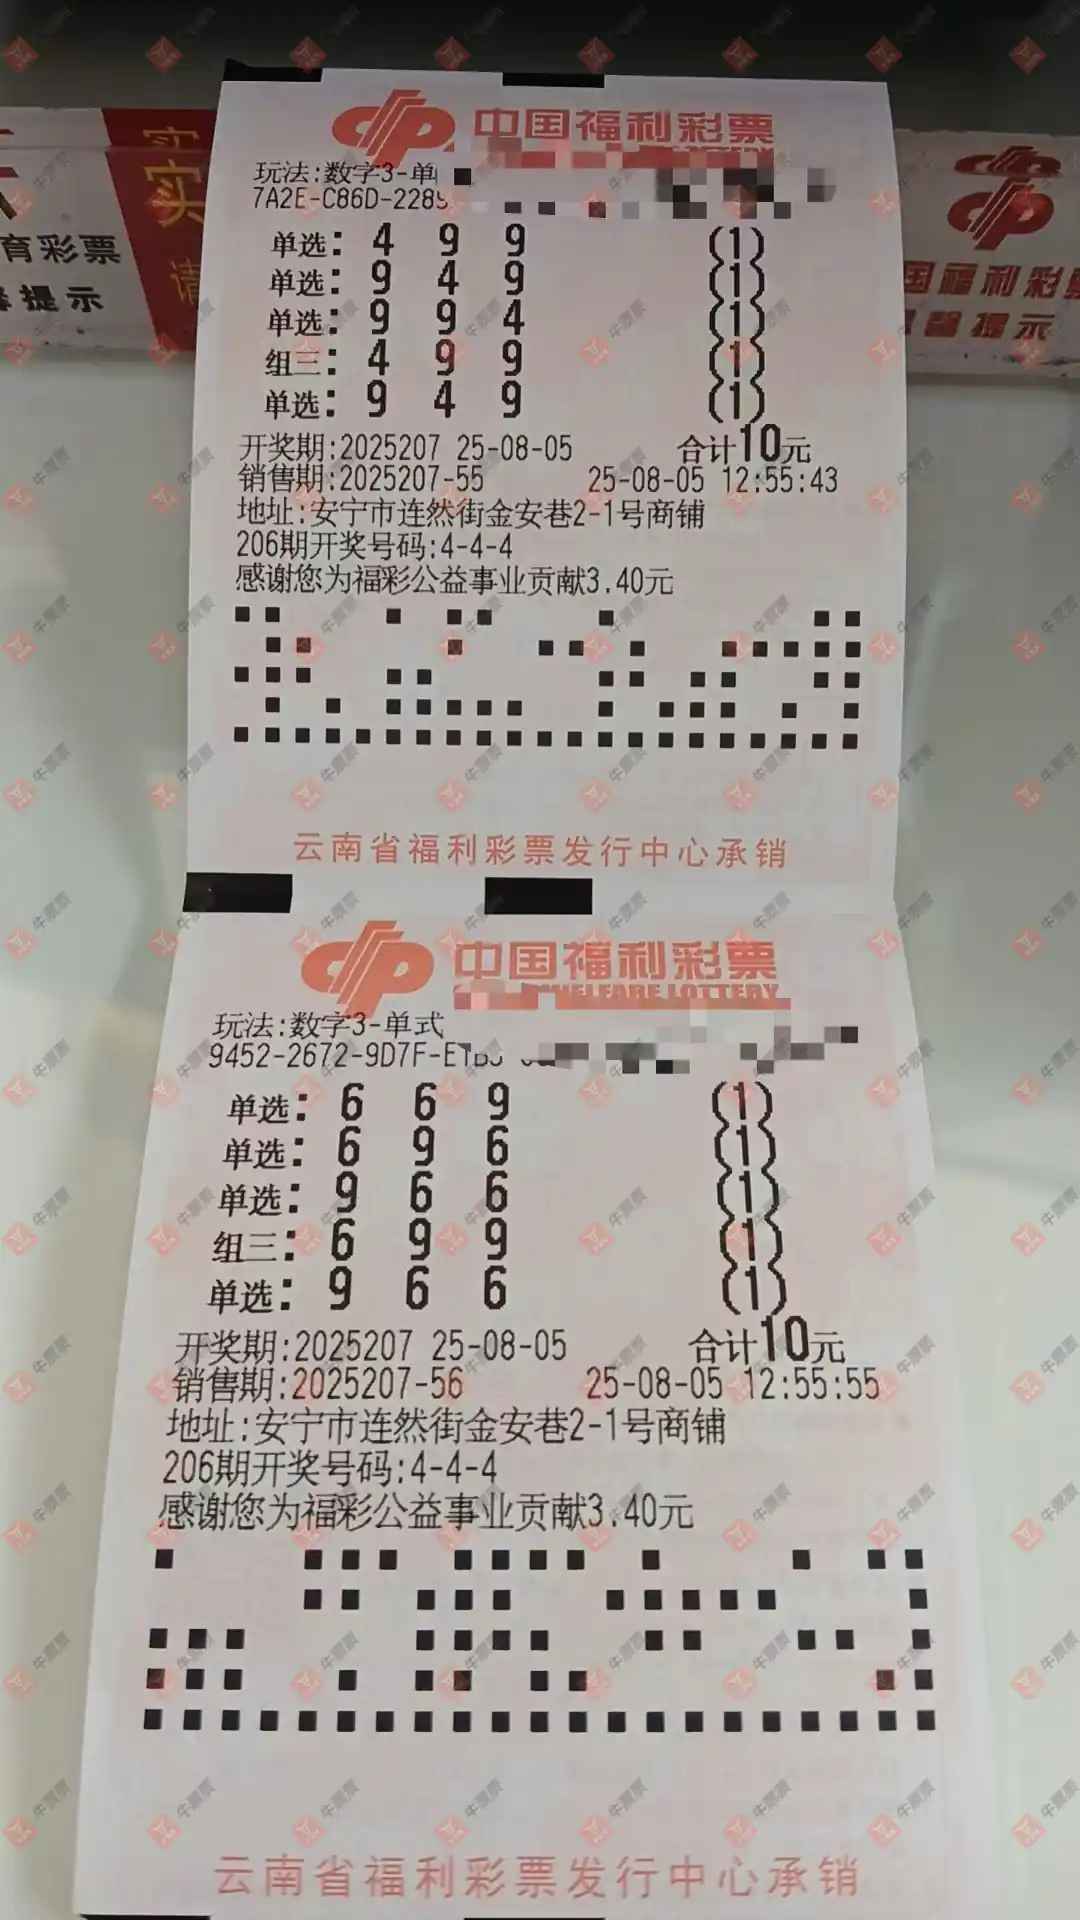 中国福利彩票
玩法:数字3-单
7A2E-C86D-2289
单选: 4 9 9 (1)
单选: 9 4 9 (1)
单选: 9 9 4 (1)
组三: 4 9 9 (1)
单选: 9 4 9 (1)
开奖期:2025207 25-08-05 合计10元
销售期:2025207-55 25-08-05 12:55:43
地址:安宁市连然街金安巷2-1号商铺
206期开奖号码:4-4-4
感谢您为福彩公益事业贡献3.40元
云南省福利彩票发行中心承销
中国福利彩票
WELFARE LOTTERY
玩法:数字3-单式
9452-2672-9D7F-E
单选: 6 6 9 (1)
单选: 6 9 6 (1)
单选: 9 6 6 (1)
组三: 6 9 9 (1)
单选: 9 6 6 (1)
开奖期:2025207 25-08-05 合计10元
销售期:2025207-56 25-08-05 12:55:55
地址:安宁市连然街金安巷2-1号商铺
206期开奖号码:4-4-4
感谢您为福彩公益事业贡献3.40元
云南省福利彩票发行中心承销
育彩票
提示
实
请
国福利彩
提示
牛票票